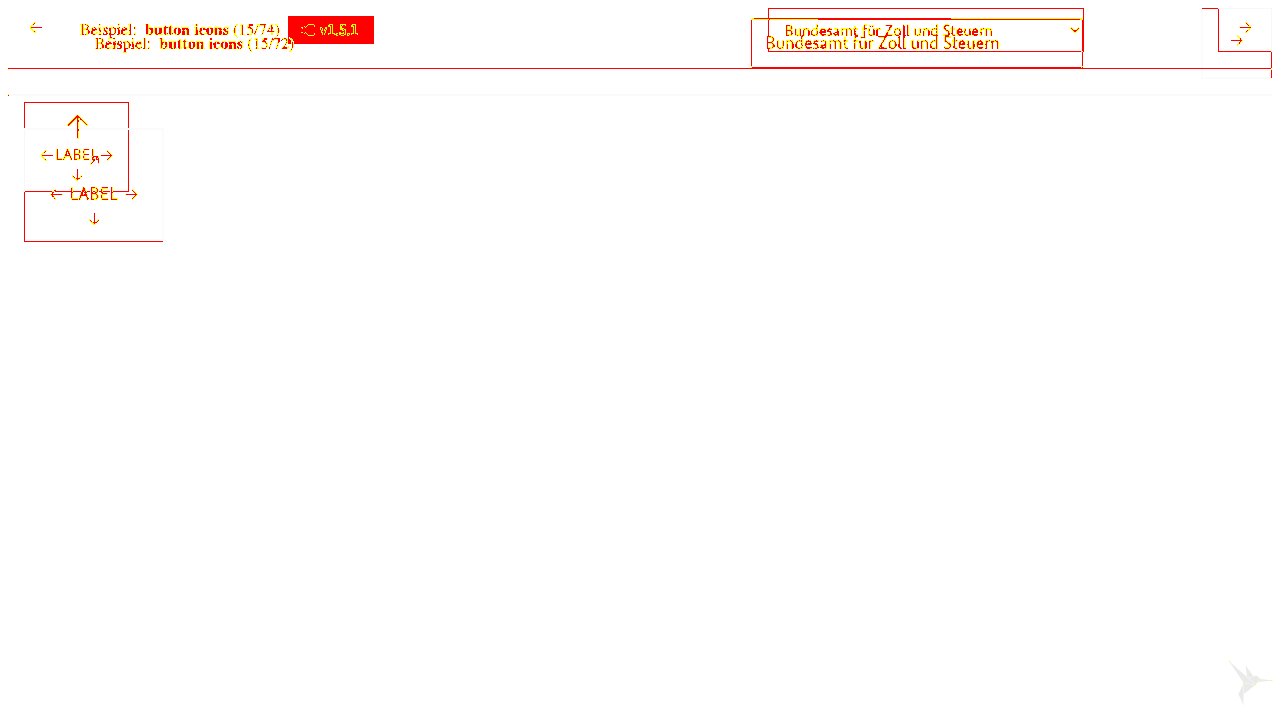 Beispiel: button icons (15/74) v1.5.1
Beispiel: button icons (15/72)
Bundesamt für Zoll und Steuern
Bundesamt für Zoll und Steuern
LABEL
LABEL